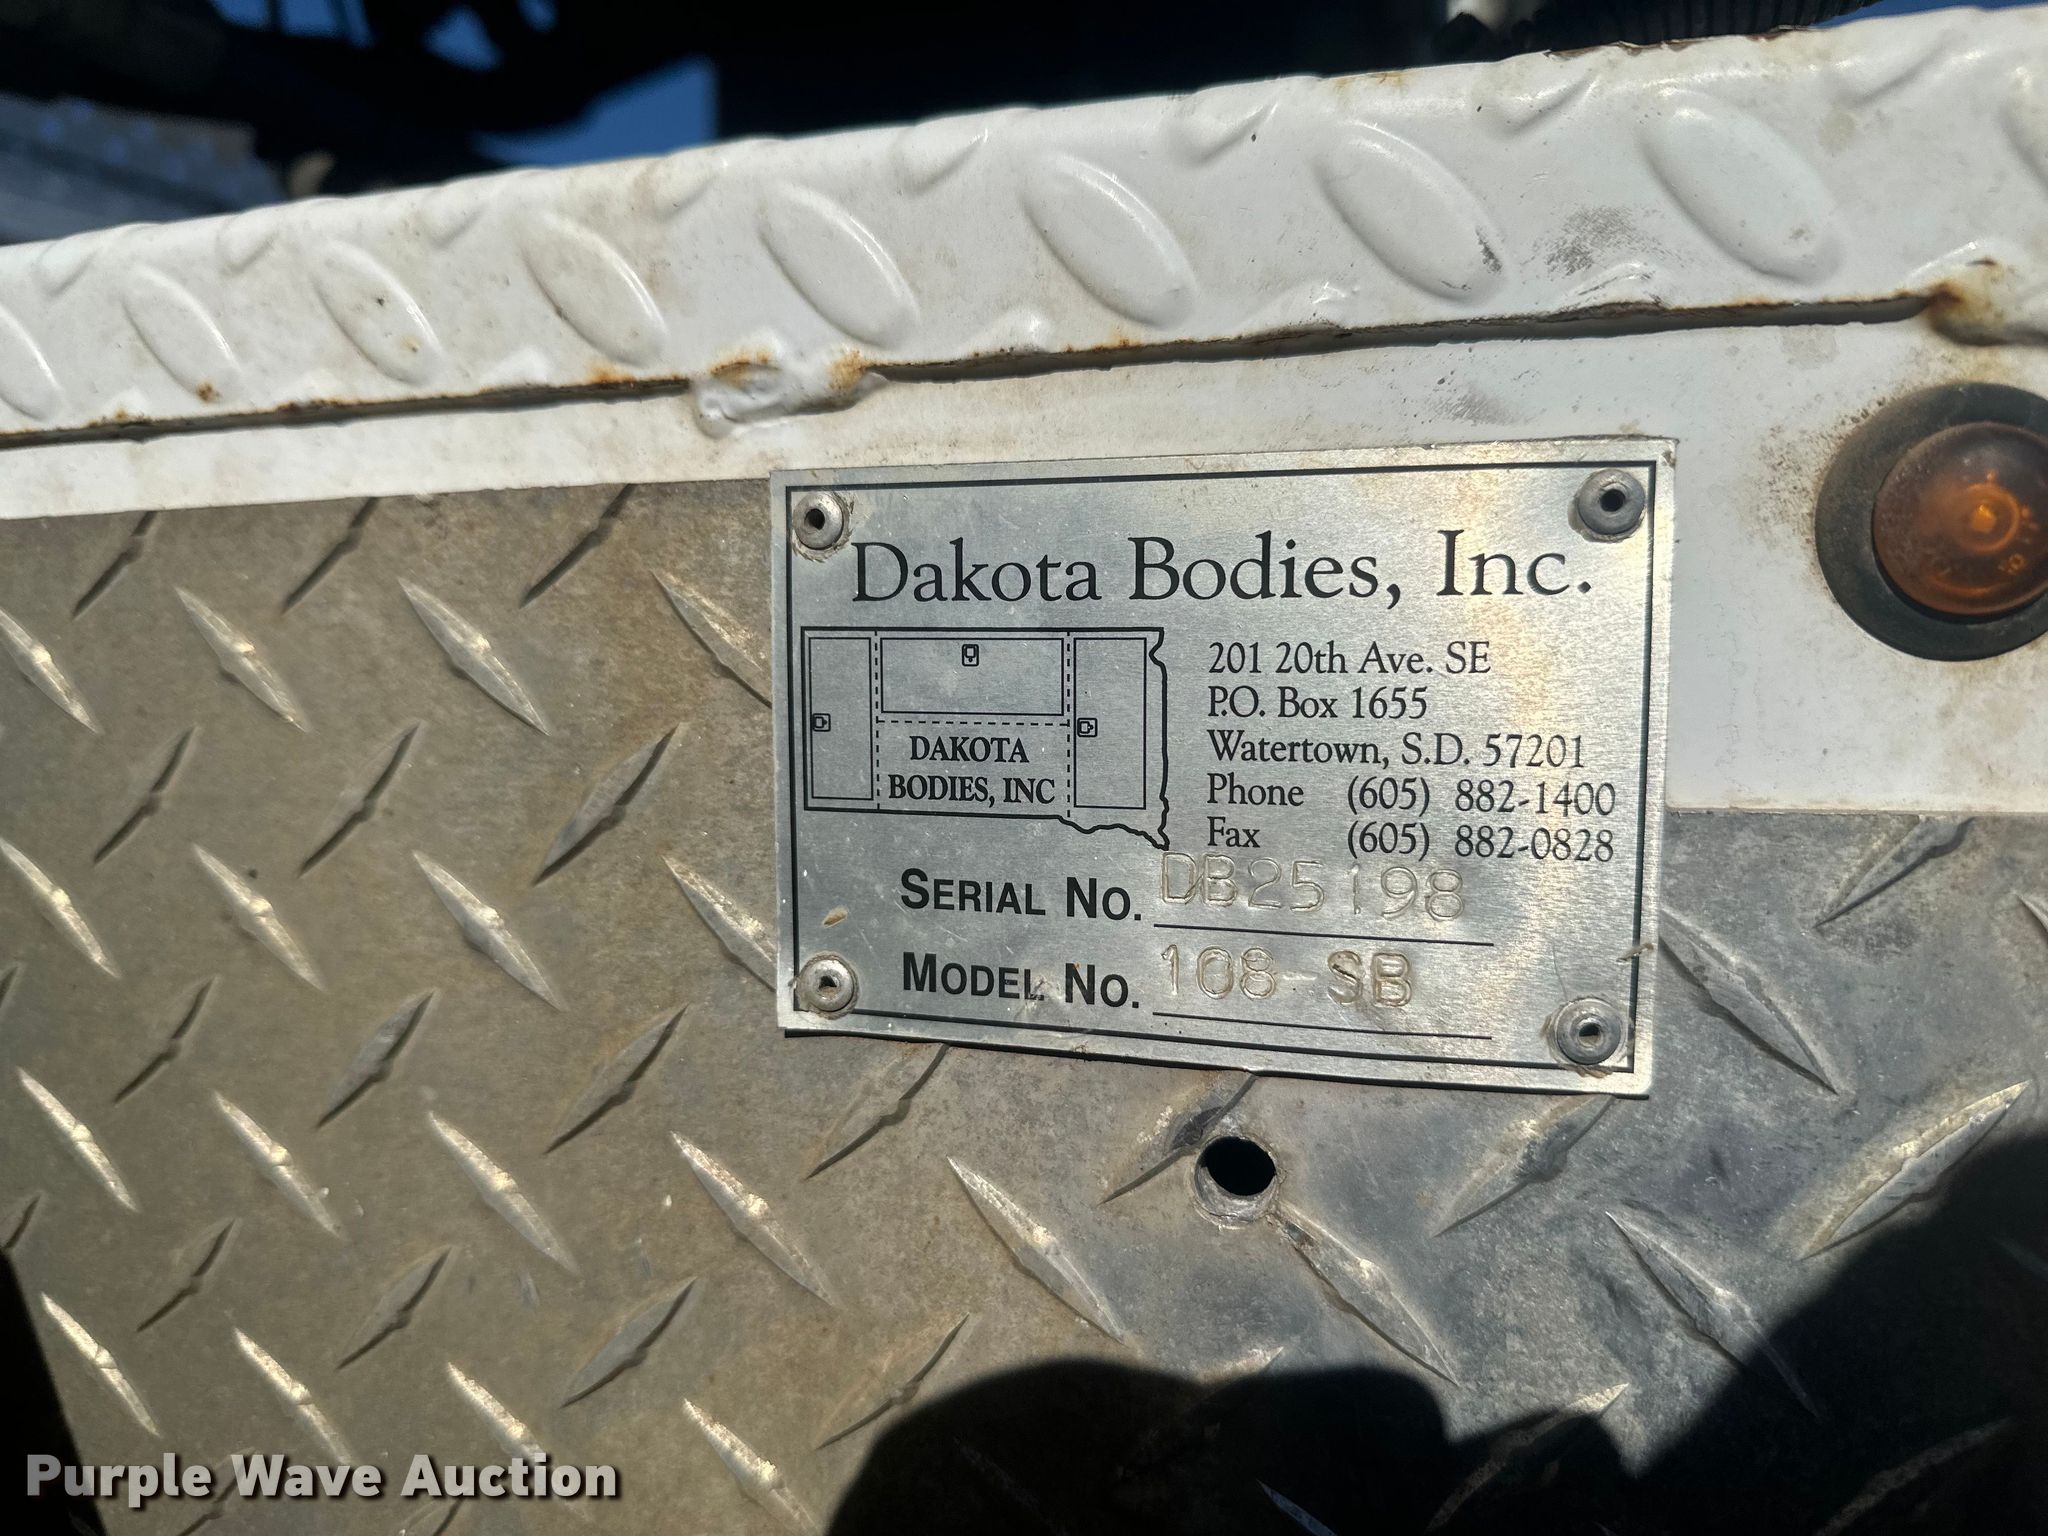 Dakota Bodies, Inc.
DAKOTA
BODIES, INC
201 20th Ave. SE
P.O. Box 1655
Watertown, S.D. 57201
Phone (605) 882-1400
Fax (605) 882-0828
SERIAL NO. DB25198
MODEL NO. 108-SB
Purple Wave Auction